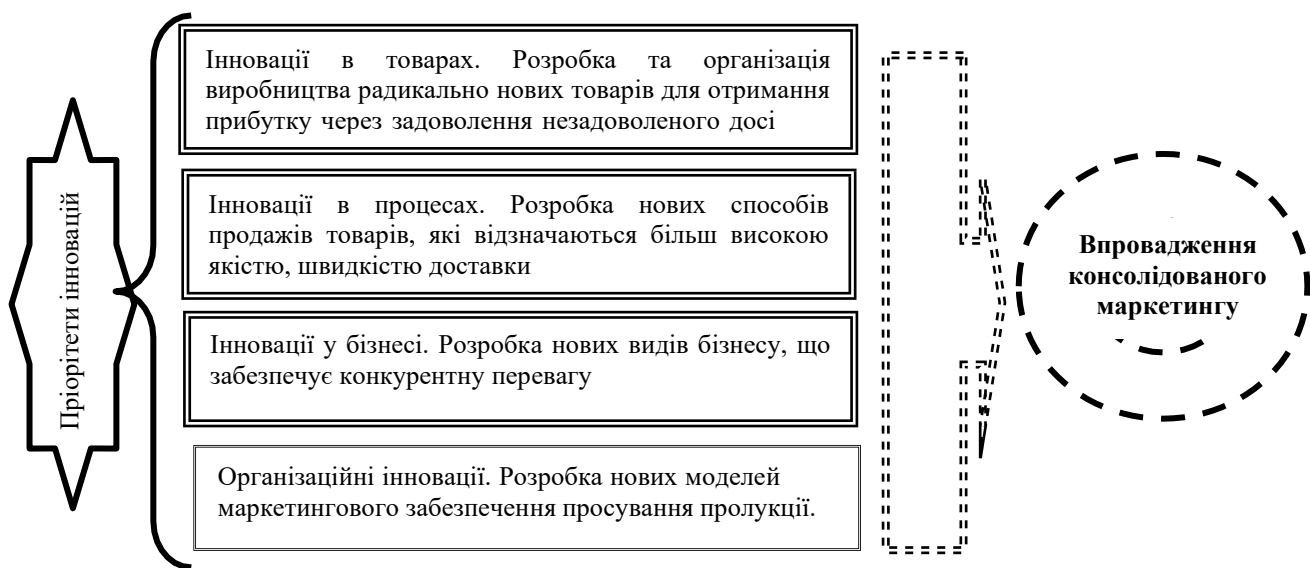 Пріорітети інновацій
Інновації в товарах. Розробка та організація
виробництва радикально нових товарів для отримання
прибутку через задоволення незадоволеного досі
Інновації в процесах. Розробка нових способів
продажів товарів, які відзначаються більш високою
якістю, швидкістю доставки
Інновації у бізнесі. Розробка нових видів бізнесу, що
забезпечує конкурентну перевагу
Організаційні інновації. Розробка нових моделей
маркетингового забезпечення просування пролукції.
Впровадження
консолідованого
маркетингу